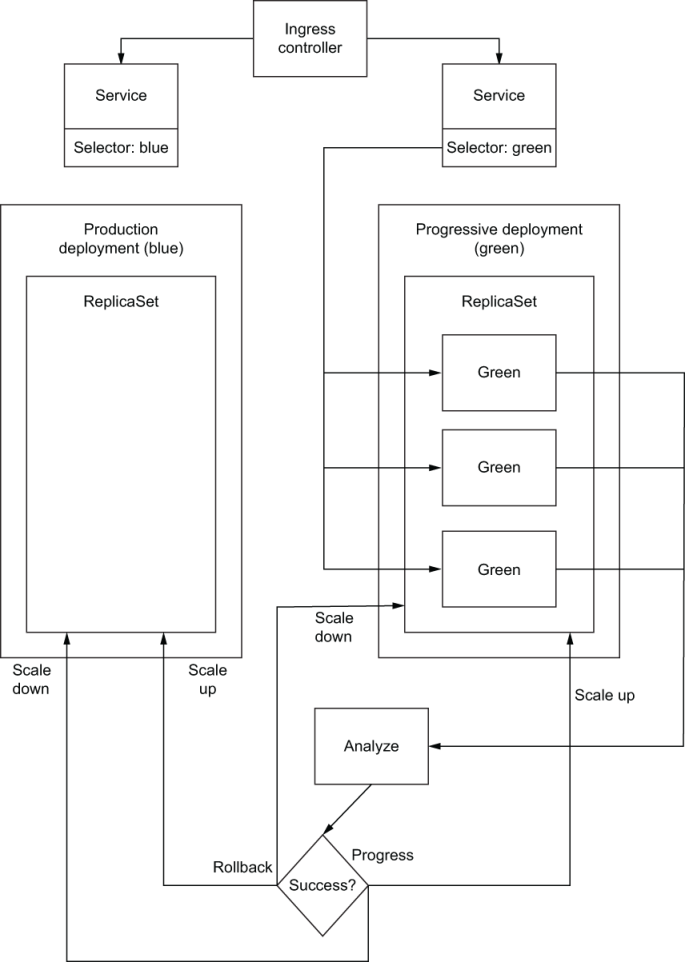 Ingress
controller
Service
Selector: blue
Service
Selector: green
Production
deployment (blue)
ReplicaSet
Progressive deployment
(green)
ReplicaSet
Green
Green
Green
Scale
down
Scale
up
Scale
down
Scale up
Analyze
Rollback
Progress
Success?